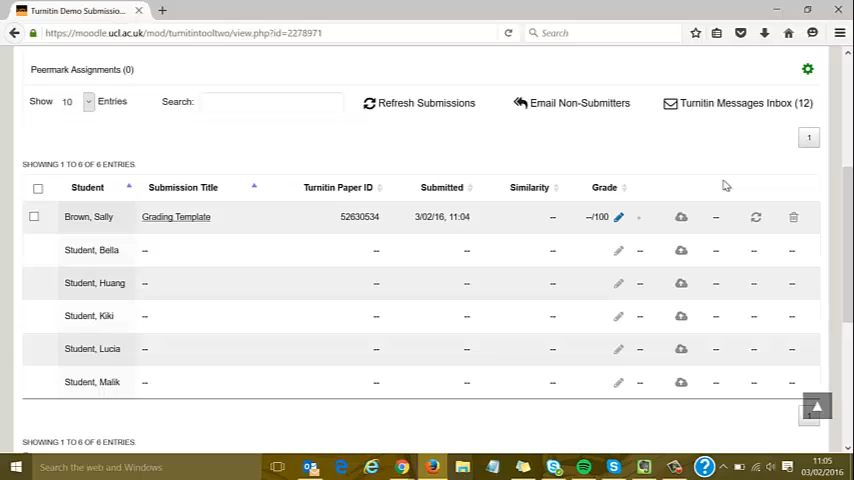 Turnitin Demo Submissio...
https://moodle.ucl.ac.uk/mod/turnitintooltwo/view.php?id=2278971
Search
Peermark Assignments (0)
Show 10 Entries Search: Refresh Submissions Email Non-Submitters Turnitin Messages Inbox (12)
1
SHOWING 1 TO 6 OF 6 ENTRIES
Student Submission Title Turnitin Paper ID Submitted Similarity Grade
Brown, Sally Grading Template 52630534 3/02/16, 11:04 -- --/100 --
Student, Bella -- -- -- -- -- -- -- --
Student, Huang -- -- -- -- -- -- -- --
Student, Kiki -- -- -- -- -- -- -- --
Student, Lucia -- -- -- -- -- -- -- --
Student, Malik -- -- -- -- -- -- -- --
1
SHOWING 1 TO 6 OF 6 ENTRIES
Search the web and Windows
11:05
03/02/2016